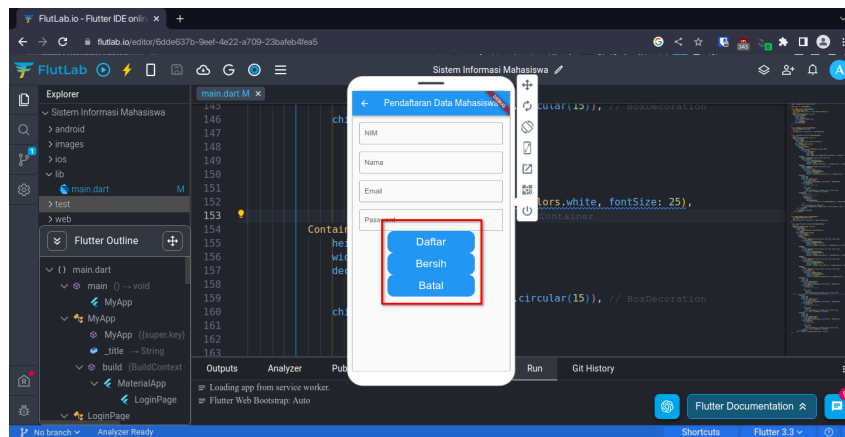 FlutLab.io - Flutter IDE onlin
flutlab.io/editor/6dde637b-9eef-4e22-a709-23bafeb4fea5
FlutLab
Sistem Informasi Mahasiswa
Explorer
Sistem Informasi Mahasiswa
android
images
ios
lib
main.dart M
test
web
Flutter Outline
{} main.dart
main () → void
MyApp
MyApp
MyApp ({super.key})
_title → String
build (BuildContext
MaterialApp
LoginPage
LoginPage
main.dart M
145
146
147
148
149
150
151
152
153
154
155
156
157
158
159
160
161
162
163
cular(15)), // BoxDecoration
chi
lors.white, fontSize: 25),
Container
Contain
hei
wid
dec
.circular(15)), // BoxDecoration
chi
Pendaftaran Data Mahasiswa
DEBUG
NIM
Nama
Email
Password
Daftar
Bersih
Batal
Outputs Analyzer Pub Run Git History
Loading app from service worker.
Flutter Web Bootstrap: Auto
Flutter Documentation
No branch Analyzer Ready Shortcuts Flutter 3.3